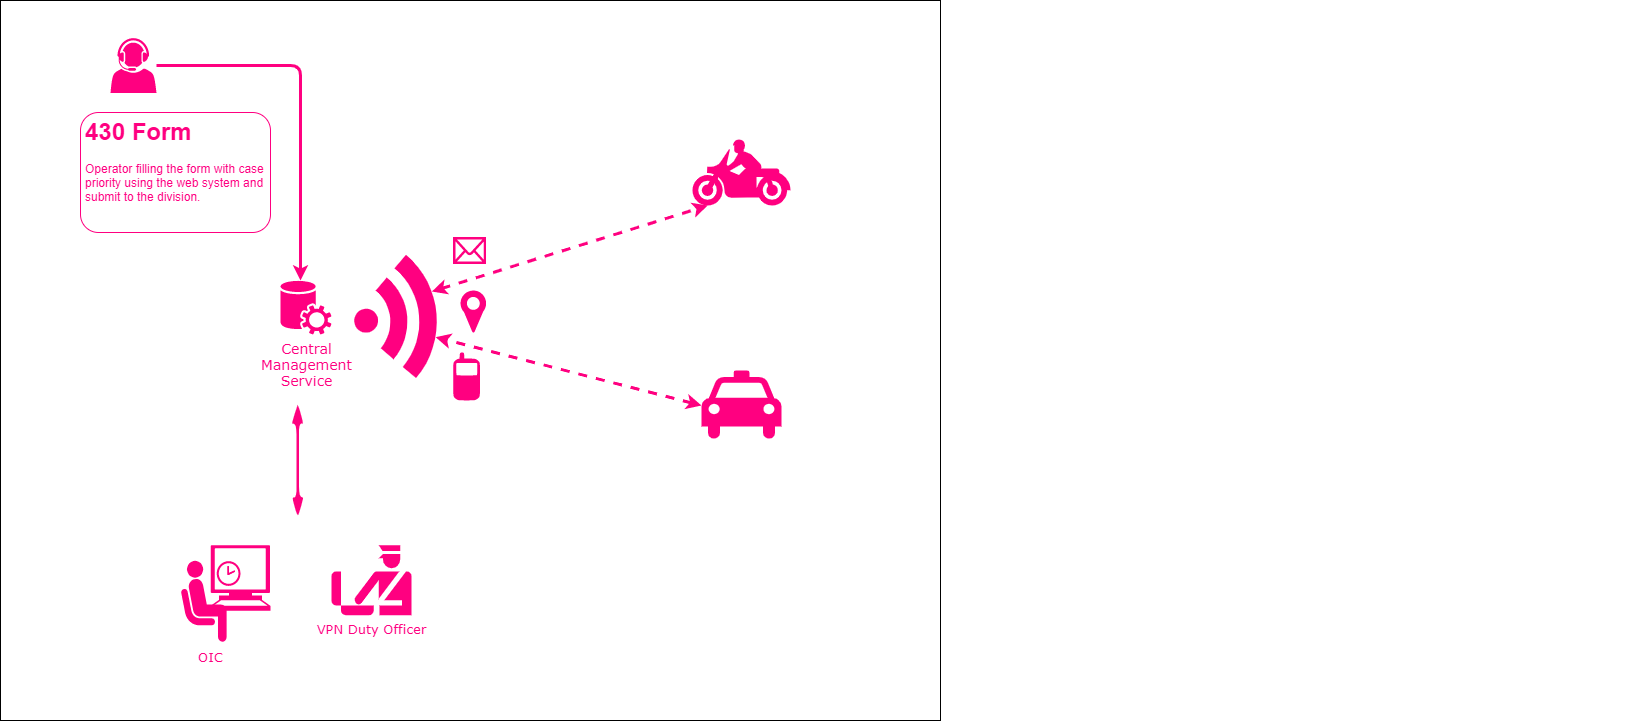 430 Form
Operator filling the form with case
priority using the web system and
submit to the division.
Central
Management
Service
VPN Duty Officer
OIC